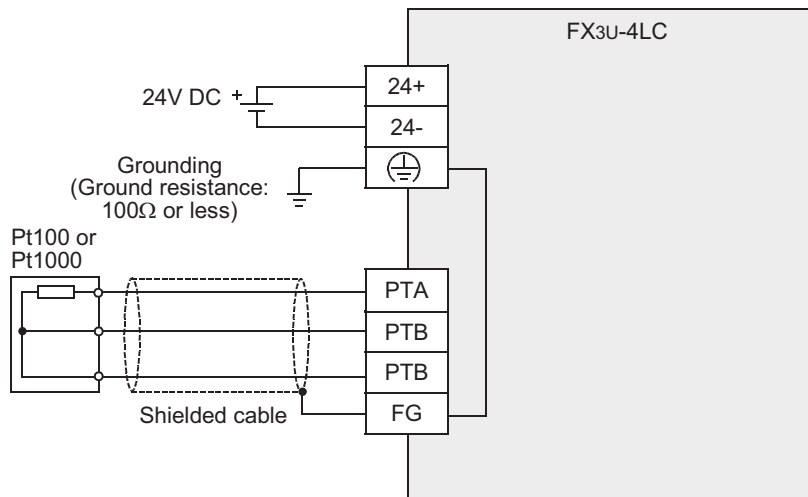 FX3U-4LC
24+
24V DC +
24-
Grounding
(Ground resistance:
100Ω or less)
Pt100 or
Pt1000
PTA
PTB
PTB
Shielded cable
FG